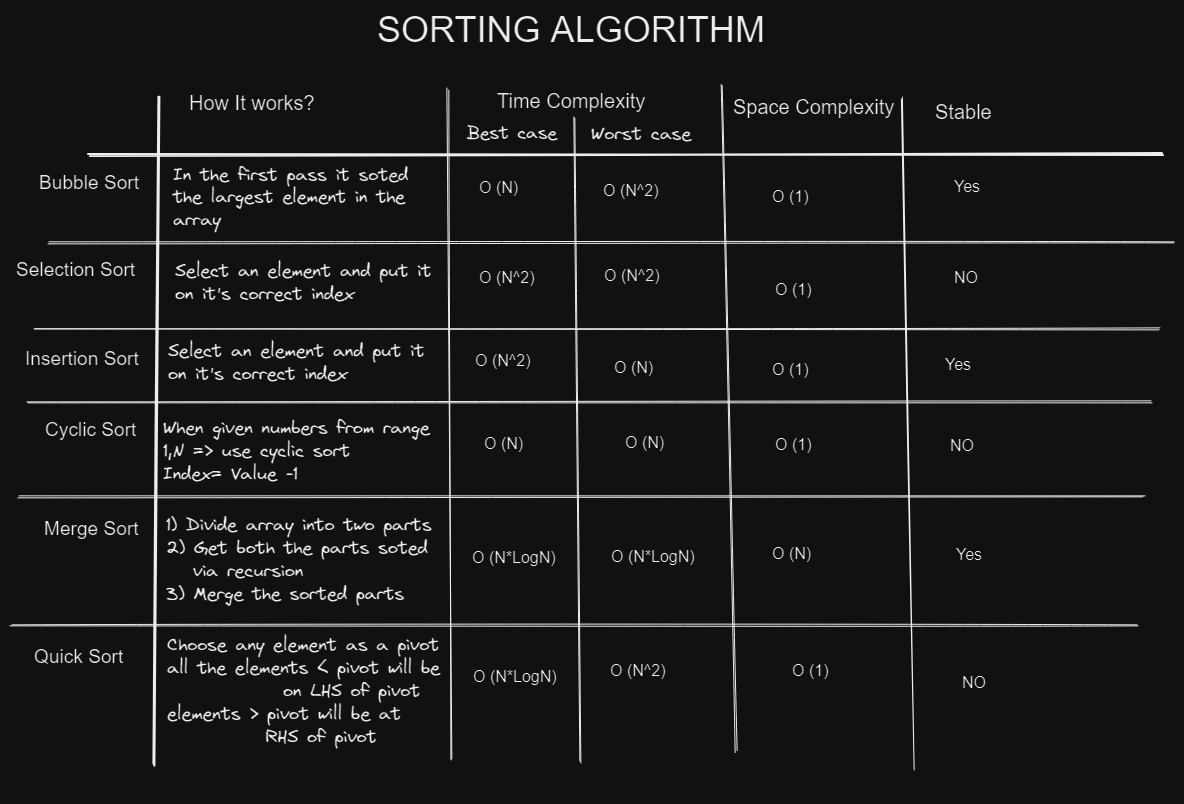 SORTING ALGORITHM
How It works?
Time Complexity
Space Complexity
Stable
Best case
Worst case
Bubble Sort
In the first pass it soted
the largest element in the
array
O (N)
O (N^2)
O (1)
Yes
Selection Sort
Select an element and put it
on it's correct index
O (N^2)
O (N^2)
O (1)
NO
Insertion Sort
Select an element and put it
on it's correct index
O (N^2)
O (N)
O (1)
Yes
Cyclic Sort
When given numbers from range
1,N => use cyclic sort
Index= Value -1
O (N)
O (N)
O (1)
NO
Merge Sort
1) Divide array into two parts
2) Get both the parts soted
via recursion
3) Merge the sorted parts
O (N*LogN)
O (N*LogN)
O (N)
Yes
Quick Sort
Choose any element as a pivot
all the elements < pivot will be
on LHS of pivot
elements > pivot will be at
RHS of pivot
O (N*LogN)
O (N^2)
O (1)
NO